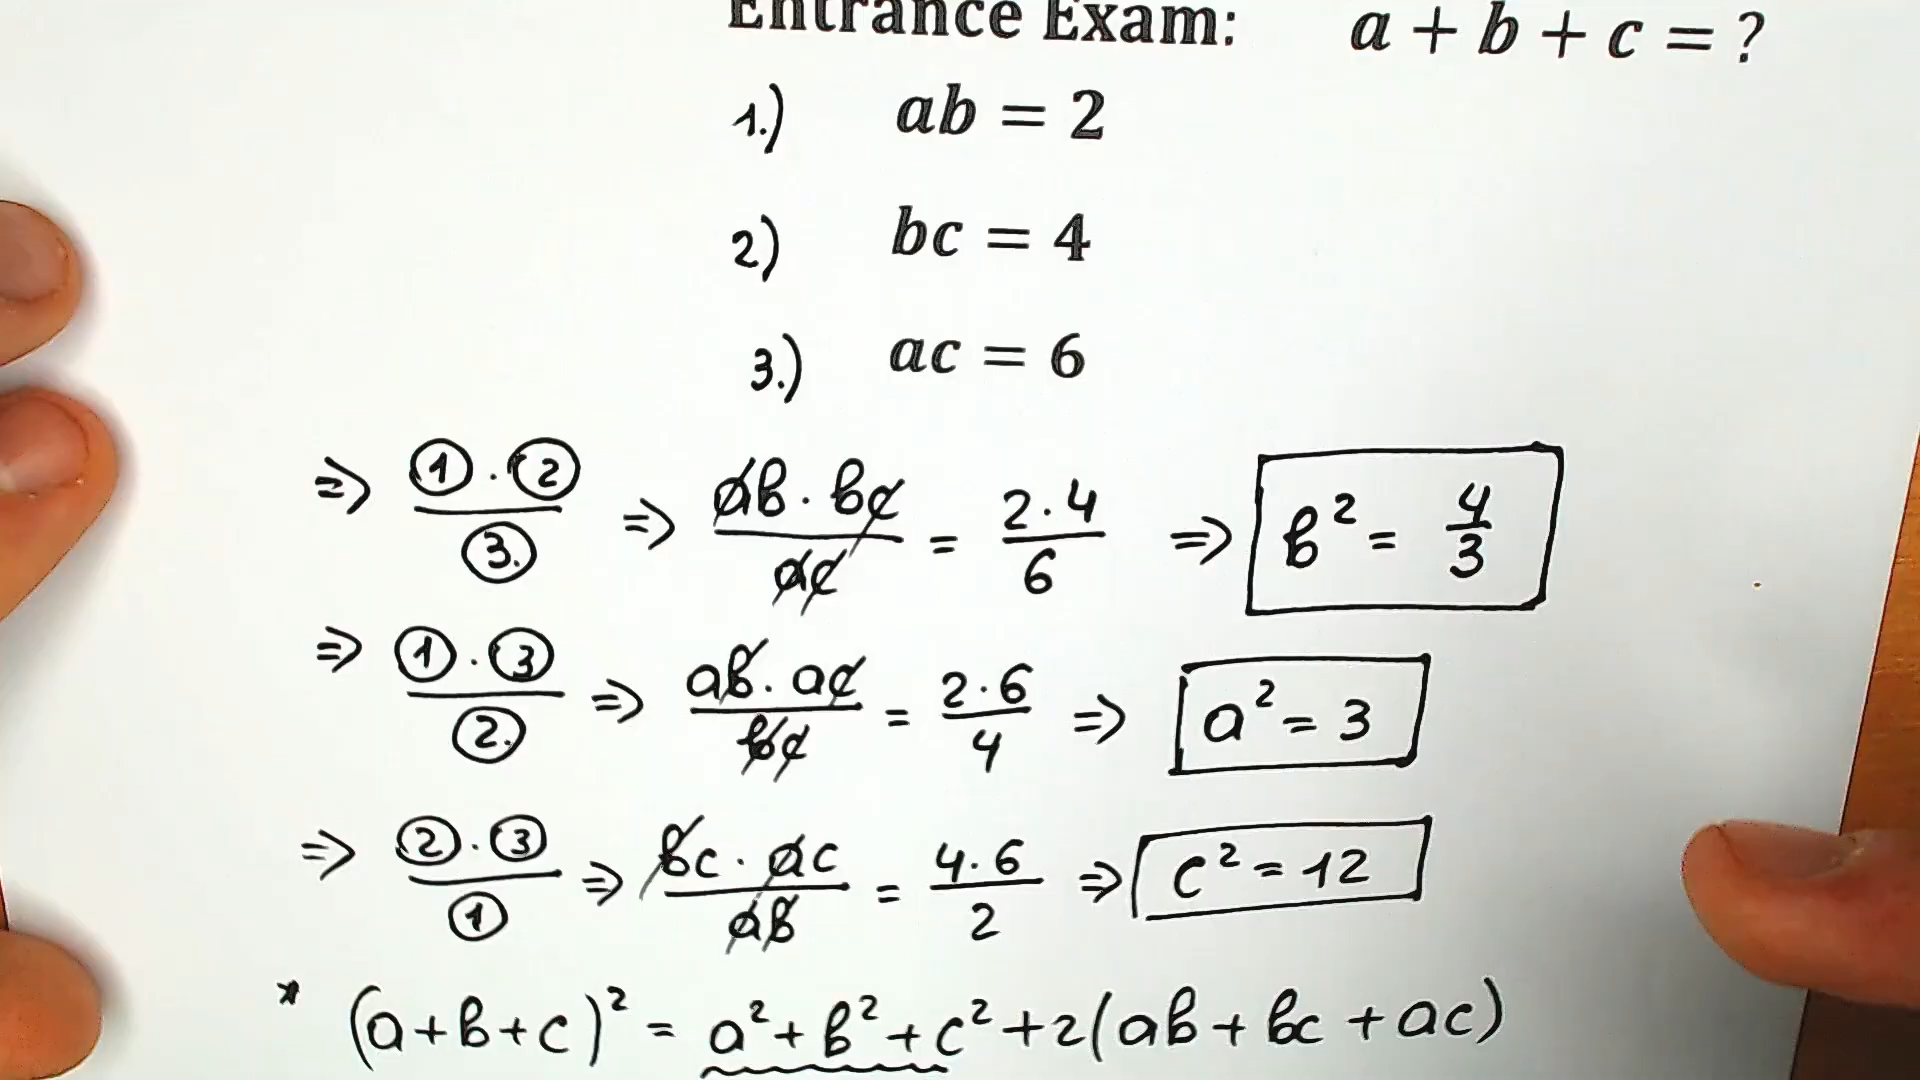 Entrance Exam: a + b + c = ?
1.) ab = 2
2) bc = 4
3.) ac = 6
=> (1)·(2)/(3.) => ab·bc/ac = 2·4/6 => b² = 4/3
=> (1)·(3)/(2.) => ab·ac/bc = 2·6/4 => a² = 3
=> (2)·(3)/(1) => bc·ac/ab = 4·6/2 => c² = 12
* (a+b+c)² = a²+b²+c²+2(ab+bc+ac)